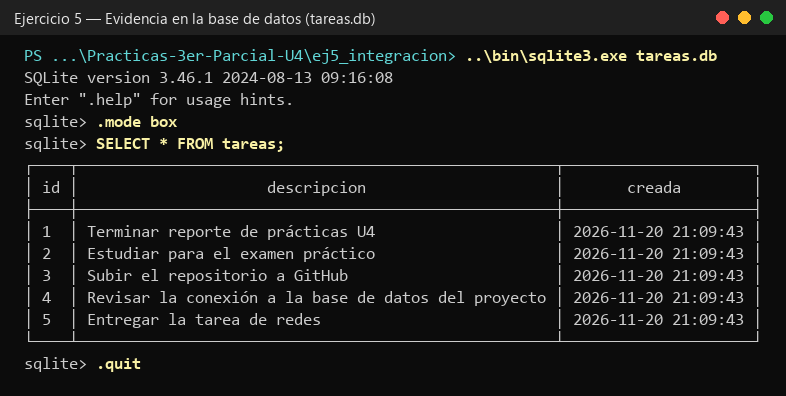 Ejercicio 5 — Evidencia en la base de datos (tareas.db)
PS ...\Practicas-3er-Parcial-U4\ej5_integracion> ..\bin\sqlite3.exe tareas.db
SQLite version 3.46.1 2024-08-13 09:16:08
Enter ".help" for usage hints.
sqlite> .mode box
sqlite> SELECT * FROM tareas;
id descripcion creada
1 Terminar reporte de prácticas U4 2026-11-20 21:09:43
2 Estudiar para el examen práctico 2026-11-20 21:09:43
3 Subir el repositorio a GitHub 2026-11-20 21:09:43
4 Revisar la conexión a la base de datos del proyecto 2026-11-20 21:09:43
5 Entregar la tarea de redes 2026-11-20 21:09:43
sqlite> .quit